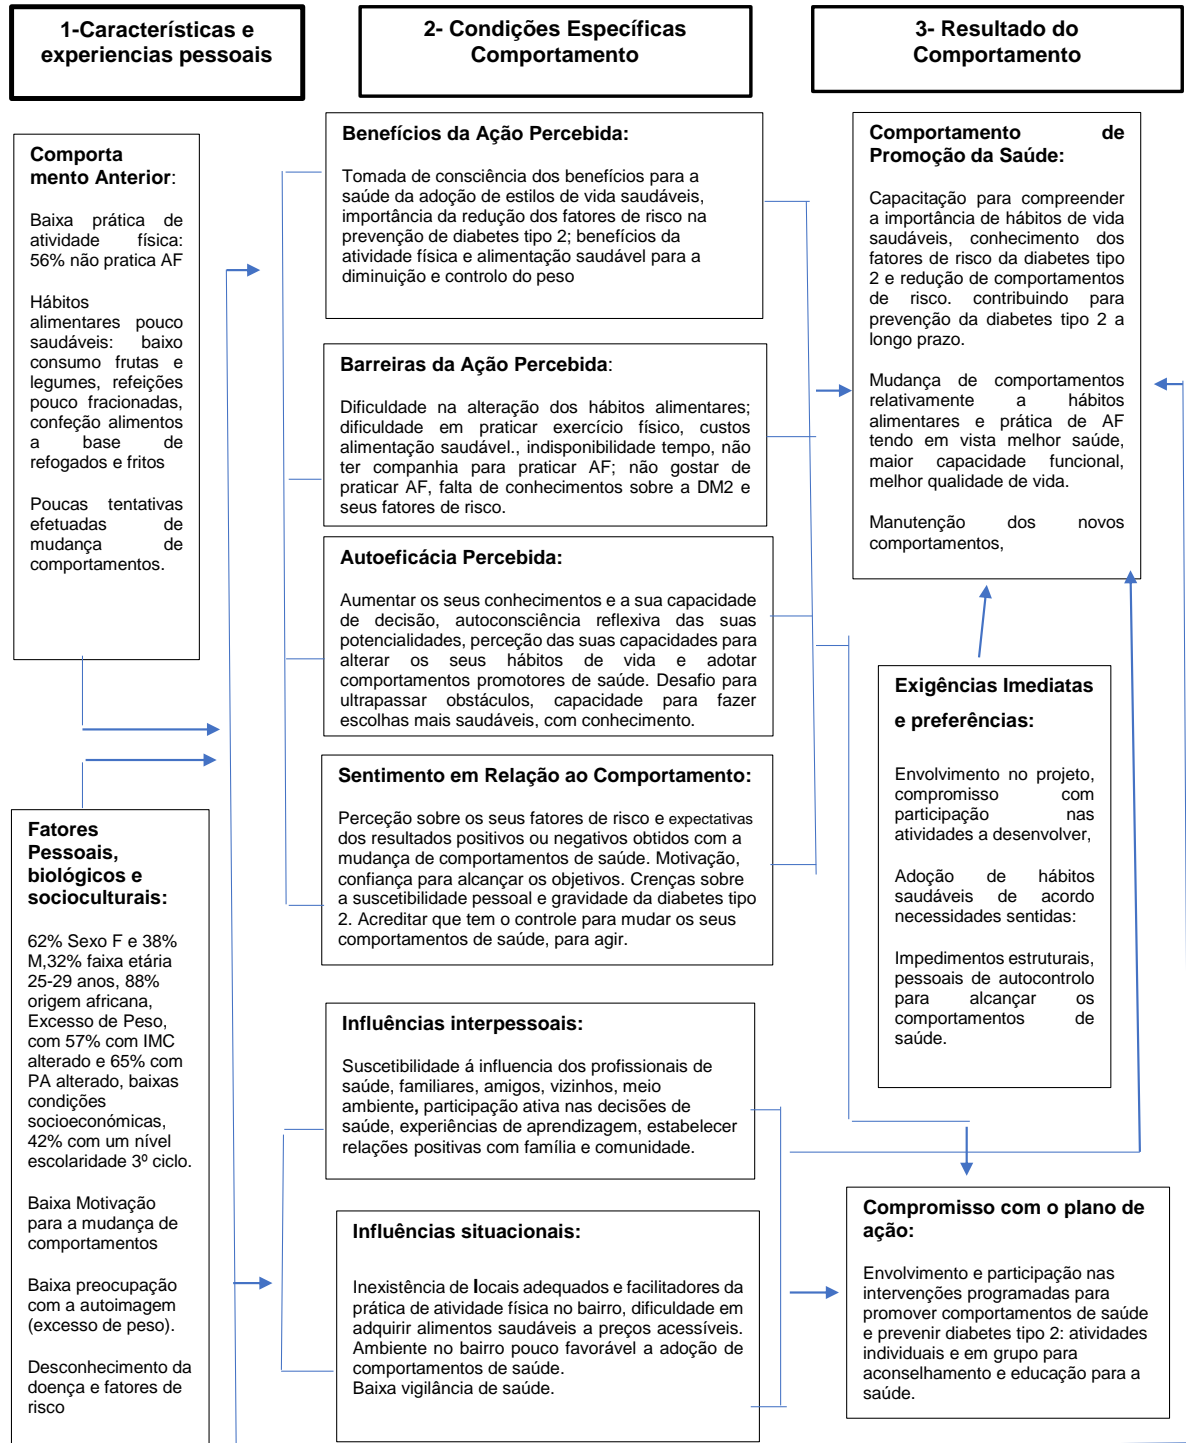 1-Características e
experiencias pessoais
2- Condições Específicas
Comportamento
3- Resultado do
Comportamento
Comporta
mento Anterior:
Baixa prática de
atividade física:
56% não pratica AF
Hábitos
alimentares pouco
saudáveis: baixo
consumo frutas e
legumes, refeições
pouco fracionadas,
confeção alimentos
a base de
refogados e fritos
Poucas tentativas
efetuadas de
mudança de
comportamentos.
Fatores
Pessoais,
biológicos e
socioculturais:
62% Sexo F e 38%
M,32% faixa etária
25-29 anos, 88%
origem africana,
Excesso de Peso,
com 57% com IMC
alterado e 65% com
PA alterado, baixas
condições
socioeconómicas,
42% com um nível
escolaridade 3º ciclo.
Baixa Motivação
para a mudança de
comportamentos
Baixa preocupação
com a autoimagem
(excesso de peso).
Desconhecimento da
doença e fatores de
risco
Benefícios da Ação Percebida:
Tomada de consciência dos benefícios para a
saúde da adoção de estilos de vida saudáveis,
importância da redução dos fatores de risco na
prevenção de diabetes tipo 2; benefícios da
atividade física e alimentação saudável para a
diminuição e controlo do peso
Barreiras da Ação Percebida:
Dificuldade na alteração dos hábitos alimentares;
dificuldade em praticar exercício físico, custos
alimentação saudável., indisponibilidade tempo, não
ter companhia para praticar AF; não gostar de
praticar AF, falta de conhecimentos sobre a DM2 e
seus fatores de risco.
Autoeficácia Percebida:
Aumentar os seus conhecimentos e a sua capacidade
de decisão, autoconsciência reflexiva das suas
potencialidades, perceção das suas capacidades para
alterar os seus hábitos de vida e adotar
comportamentos promotores de saúde. Desafio para
ultrapassar obstáculos, capacidade para fazer
escolhas mais saudáveis, com conhecimento.
Sentimento em Relação ao Comportamento:
Perceção sobre os seus fatores de risco e expectativas
dos resultados positivos ou negativos obtidos com a
mudança de comportamentos de saúde. Motivação,
confiança para alcançar os objetivos. Crenças sobre
a suscetibilidade pessoal e gravidade da diabetes tipo
2. Acreditar que tem o controle para mudar os seus
comportamentos de saúde, para agir.
Influências interpessoais:
Suscetibilidade á influencia dos profissionais de
saúde, familiares, amigos, vizinhos, meio
ambiente, participação ativa nas decisões de
saúde, experiências de aprendizagem, estabelecer
relações positivas com família e comunidade.
Influências situacionais:
Inexistência de locais adequados e facilitadores da
prática de atividade física no bairro, dificuldade em
adquirir alimentos saudáveis a preços acessíveis.
Ambiente no bairro pouco favorável a adoção de
comportamentos de saúde.
Baixa vigilância de saúde.
Comportamento de
Promoção da Saúde:
Capacitação para compreender
a importância de hábitos de vida
saudáveis, conhecimento dos
fatores de risco da diabetes tipo
2 e redução de comportamentos
de risco. contribuindo para
prevenção da diabetes tipo 2 a
longo prazo.
Mudança de comportamentos
relativamente a hábitos
alimentares e prática de AF
tendo em vista melhor saúde,
maior capacidade funcional,
melhor qualidade de vida.
Manutenção dos novos
comportamentos,
Exigências Imediatas
e preferências:
Envolvimento no projeto,
compromisso com
participação nas
atividades a desenvolver,
Adoção de hábitos
saudáveis de acordo
necessidades sentidas:
Impedimentos estruturais,
pessoais de autocontrolo
para alcançar os
comportamentos de
saúde.
Compromisso com o plano de
ação:
Envolvimento e participação nas
intervenções programadas para
promover comportamentos de saúde
e prevenir diabetes tipo 2: atividades
individuais e em grupo para
aconselhamento e educação para a
saúde.